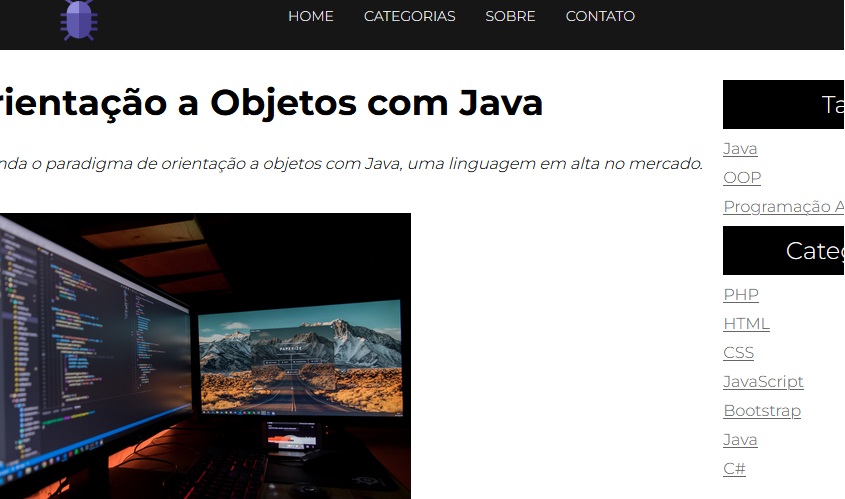 HOME CATEGORIAS SOBRE CONTATO
rientação a Objetos com Java
nda o paradigma de orientação a objetos com Java, uma linguagem em alta no mercado.
Ta
Java
OOP
Programação A
Categ
PHP
HTML
CSS
JavaScript
Bootstrap
Java
C#